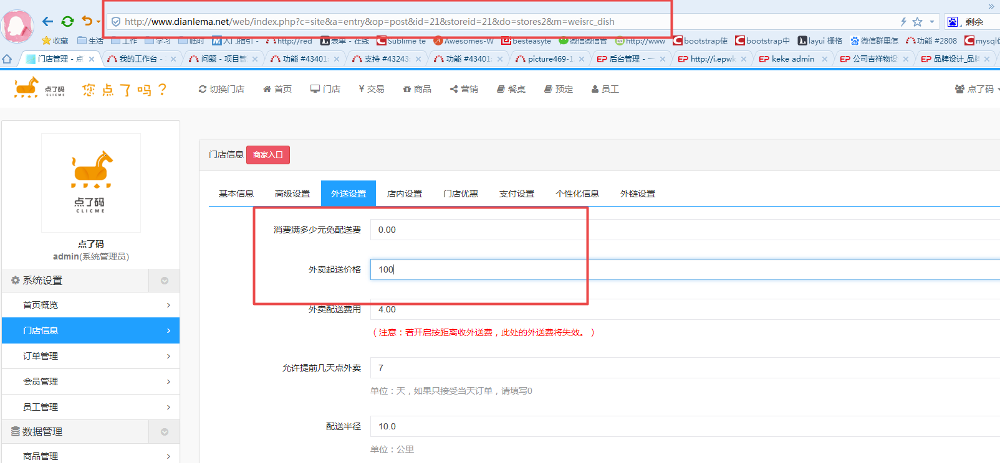 http://www.dianlema.net/web/index.php?c=site&a=entry&op=post&id=21&storeid=21&do=stores2&m=weisrc_dish
剩余
收藏 生活 工作 学习 临时 入门指引 - http://red 表单 - 在线 Sublime te Awesomes-W besteasyte 微信微信管 http://www bootstrap使 bootstrap中 layui 栅格 微信群里怎 功能 #2808 mysql
门店管理 - 点 我的工作台 - 问题 - 项目管 功能 #43401: 支持 #43243: 功能 #43401: picture469-1 后台管理 - 一 http://i.epwk keke admin 公司吉祥物设 品牌设计_品
点了码 CLICME 您点了吗？ 切换门店 首页 门店 ¥ 交易 商品 营销 餐桌 预定 员工 点了码
点了码
CLICME
点了码
admin(系统管理员)
系统设置
首页概览
门店信息
订单管理
会员管理
员工管理
数据管理
商品管理
门店信息 商家入口
基本信息 高级设置 外送设置 店内设置 门店优惠 支付设置 个性化信息 外链设置
消费满多少元免配送费 0.00
外卖起送价格 100
外卖配送费用 4.00
（注意：若开启按距离收外送费，此处的外送费将失效。）
允许提前几天点外卖 7
单位：天，如果只接受当天订单，请填写0
配送半径 10.0
单位：公里